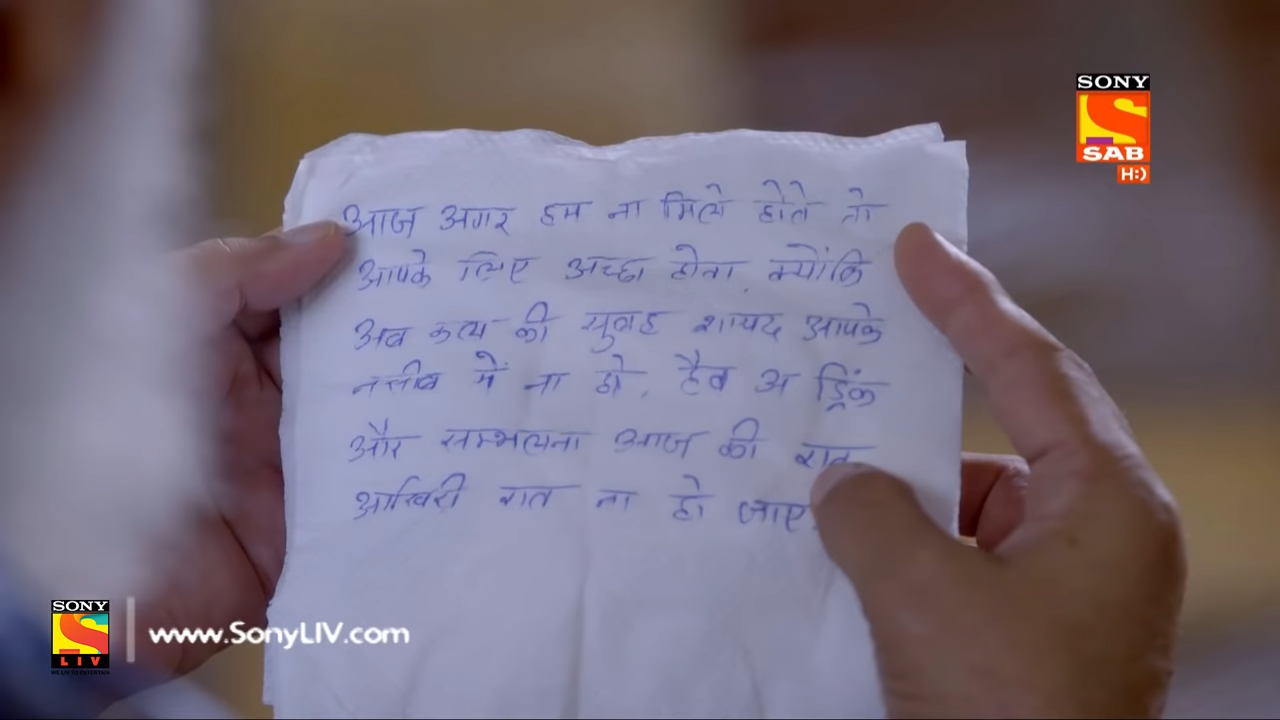 SONY
SAB
H:)
आज अगर हम ना मिले होते तो
आपके लिए अच्छा होता. क्योंकि
अब कल की सुबह शायद आपके
नसीब में ना हो. हैव अ ड्रिंक
और सम्भलना आज की रात
आखिरी रात ना हो जाए.
SONY
LIV
www.SonyLIV.com